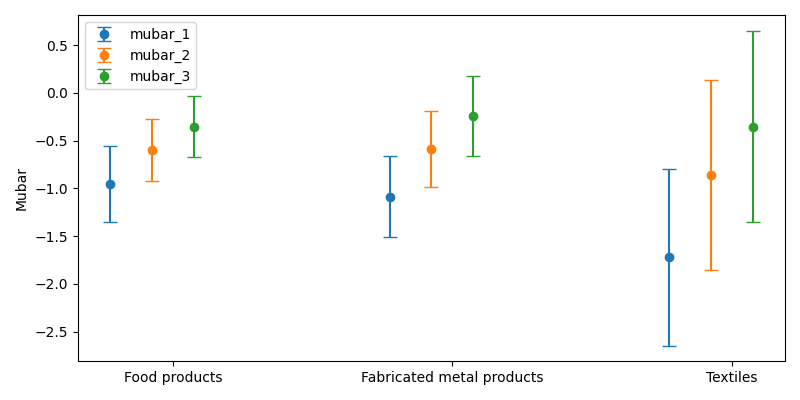 mubar_1
mubar_2
mubar_3
Mubar
0.5
0.0
−0.5
−1.0
−1.5
−2.0
−2.5
Food products
Fabricated metal products
Textiles